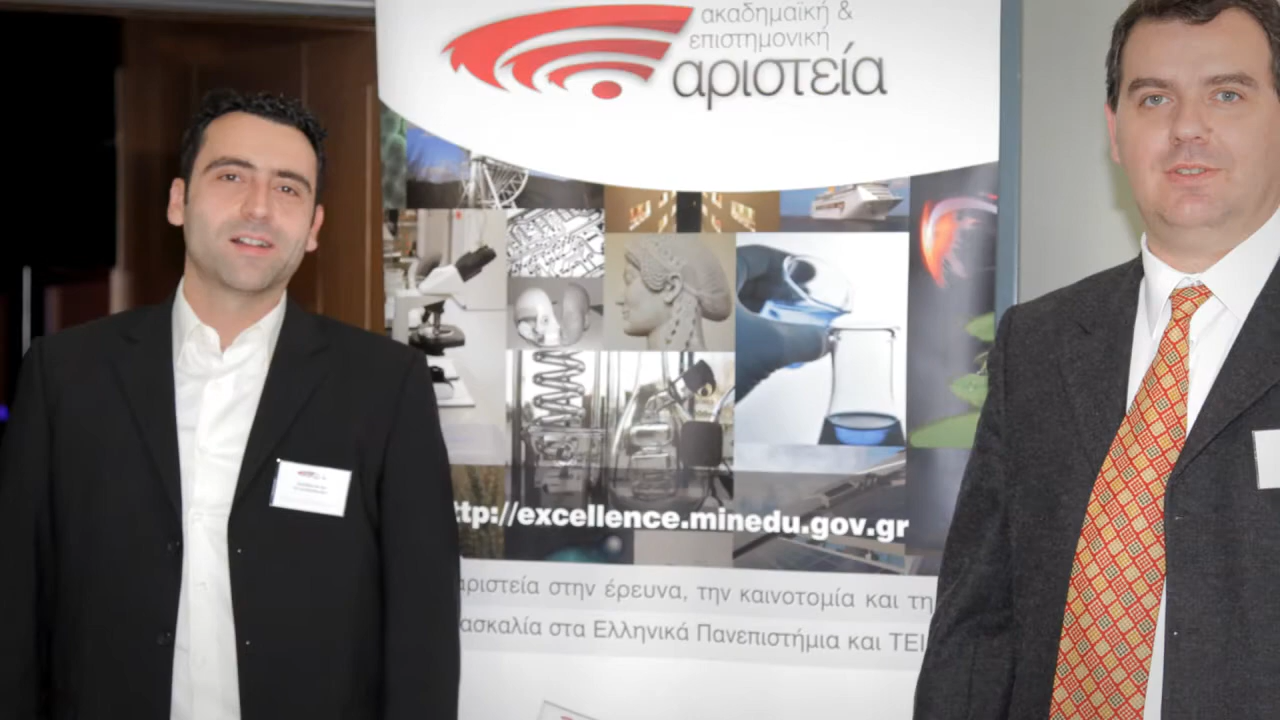 ακαδημαϊκή &
επιστημονική
αριστεία
ttp://excellence.minedu.gov.gr
αριστεία στην έρευνα, την καινοτομία και τη
ασκαλία στα Ελληνικά Πανεπιστήμια και ΤΕΙ